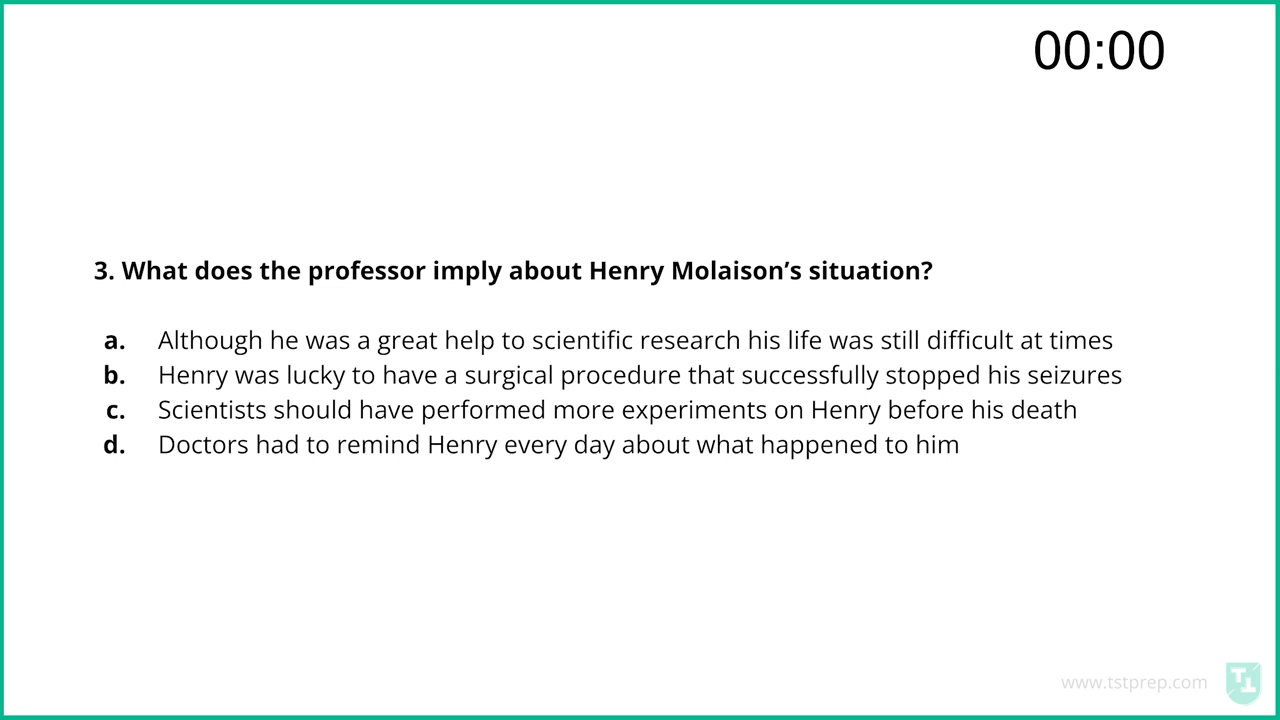 00:00
3. What does the professor imply about Henry Molaison’s situation?
a. Although he was a great help to scientific research his life was still difficult at times
b. Henry was lucky to have a surgical procedure that successfully stopped his seizures
c. Scientists should have performed more experiments on Henry before his death
d. Doctors had to remind Henry every day about what happened to him
www.tstprep.com